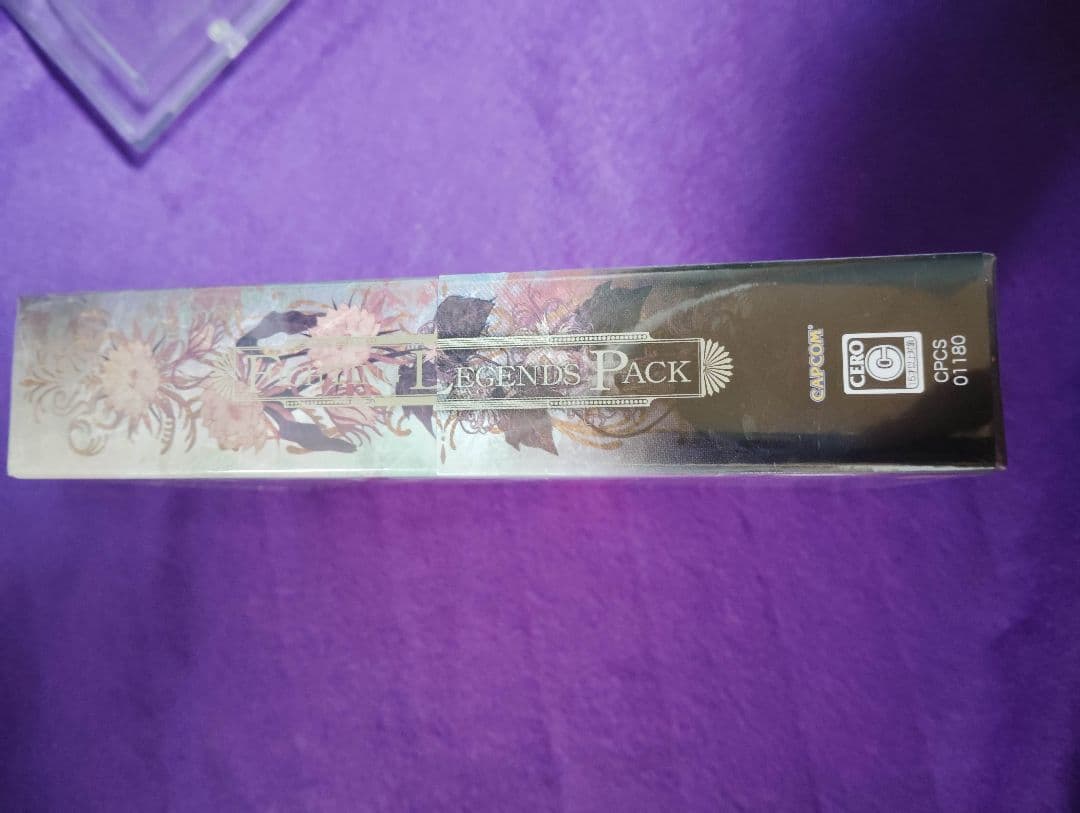 LEGENDS PACK
CAPCOM
CERO
C
CPCS
01180